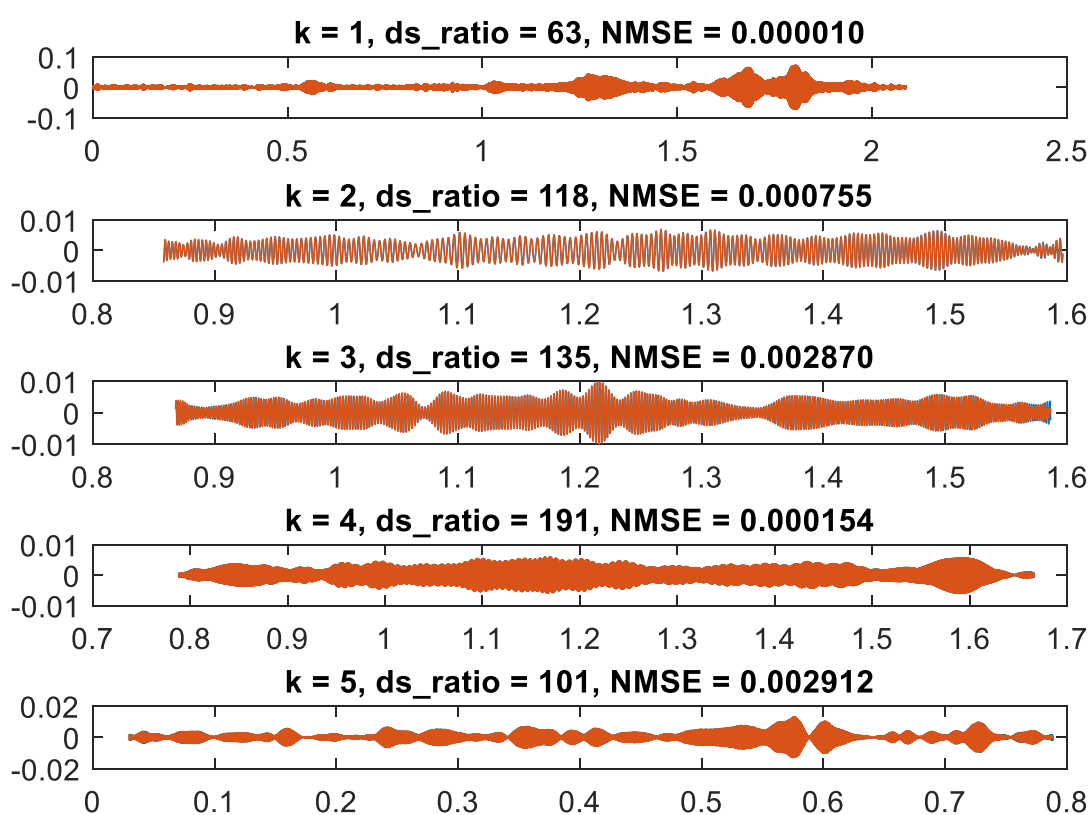 k = 1, ds_ratio = 63, NMSE = 0.000010
0.1
0
-0.1
0 0.5 1 1.5 2 2.5
k = 2, ds_ratio = 118, NMSE = 0.000755
0.01
0
-0.01
0.8 0.9 1 1.1 1.2 1.3 1.4 1.5 1.6
k = 3, ds_ratio = 135, NMSE = 0.002870
0.01
0
-0.01
0.8 0.9 1 1.1 1.2 1.3 1.4 1.5 1.6
k = 4, ds_ratio = 191, NMSE = 0.000154
0.01
0
-0.01
0.7 0.8 0.9 1 1.1 1.2 1.3 1.4 1.5 1.6 1.7
k = 5, ds_ratio = 101, NMSE = 0.002912
0.02
0
-0.02
0 0.1 0.2 0.3 0.4 0.5 0.6 0.7 0.8